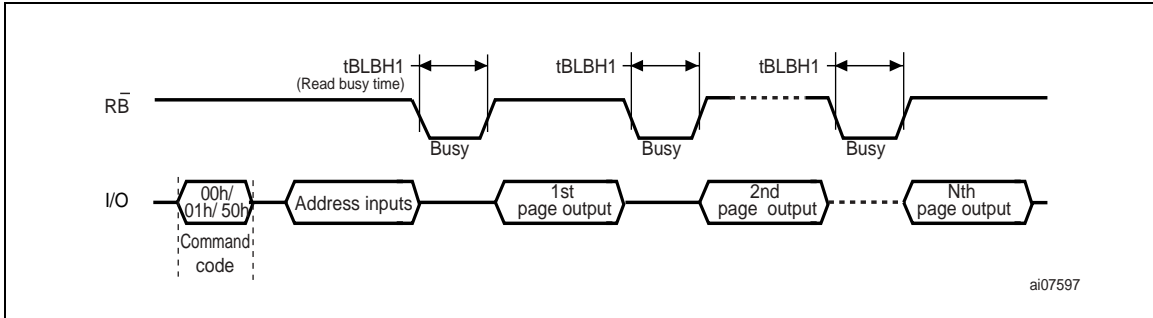 tBLBH1
(Read busy time)
tBLBH1
tBLBH1
RB̅
Busy
Busy
Busy
I/O
00h/
01h/ 50h
Address inputs
1st
page output
2nd
page output
Nth
page output
Command
code
ai07597